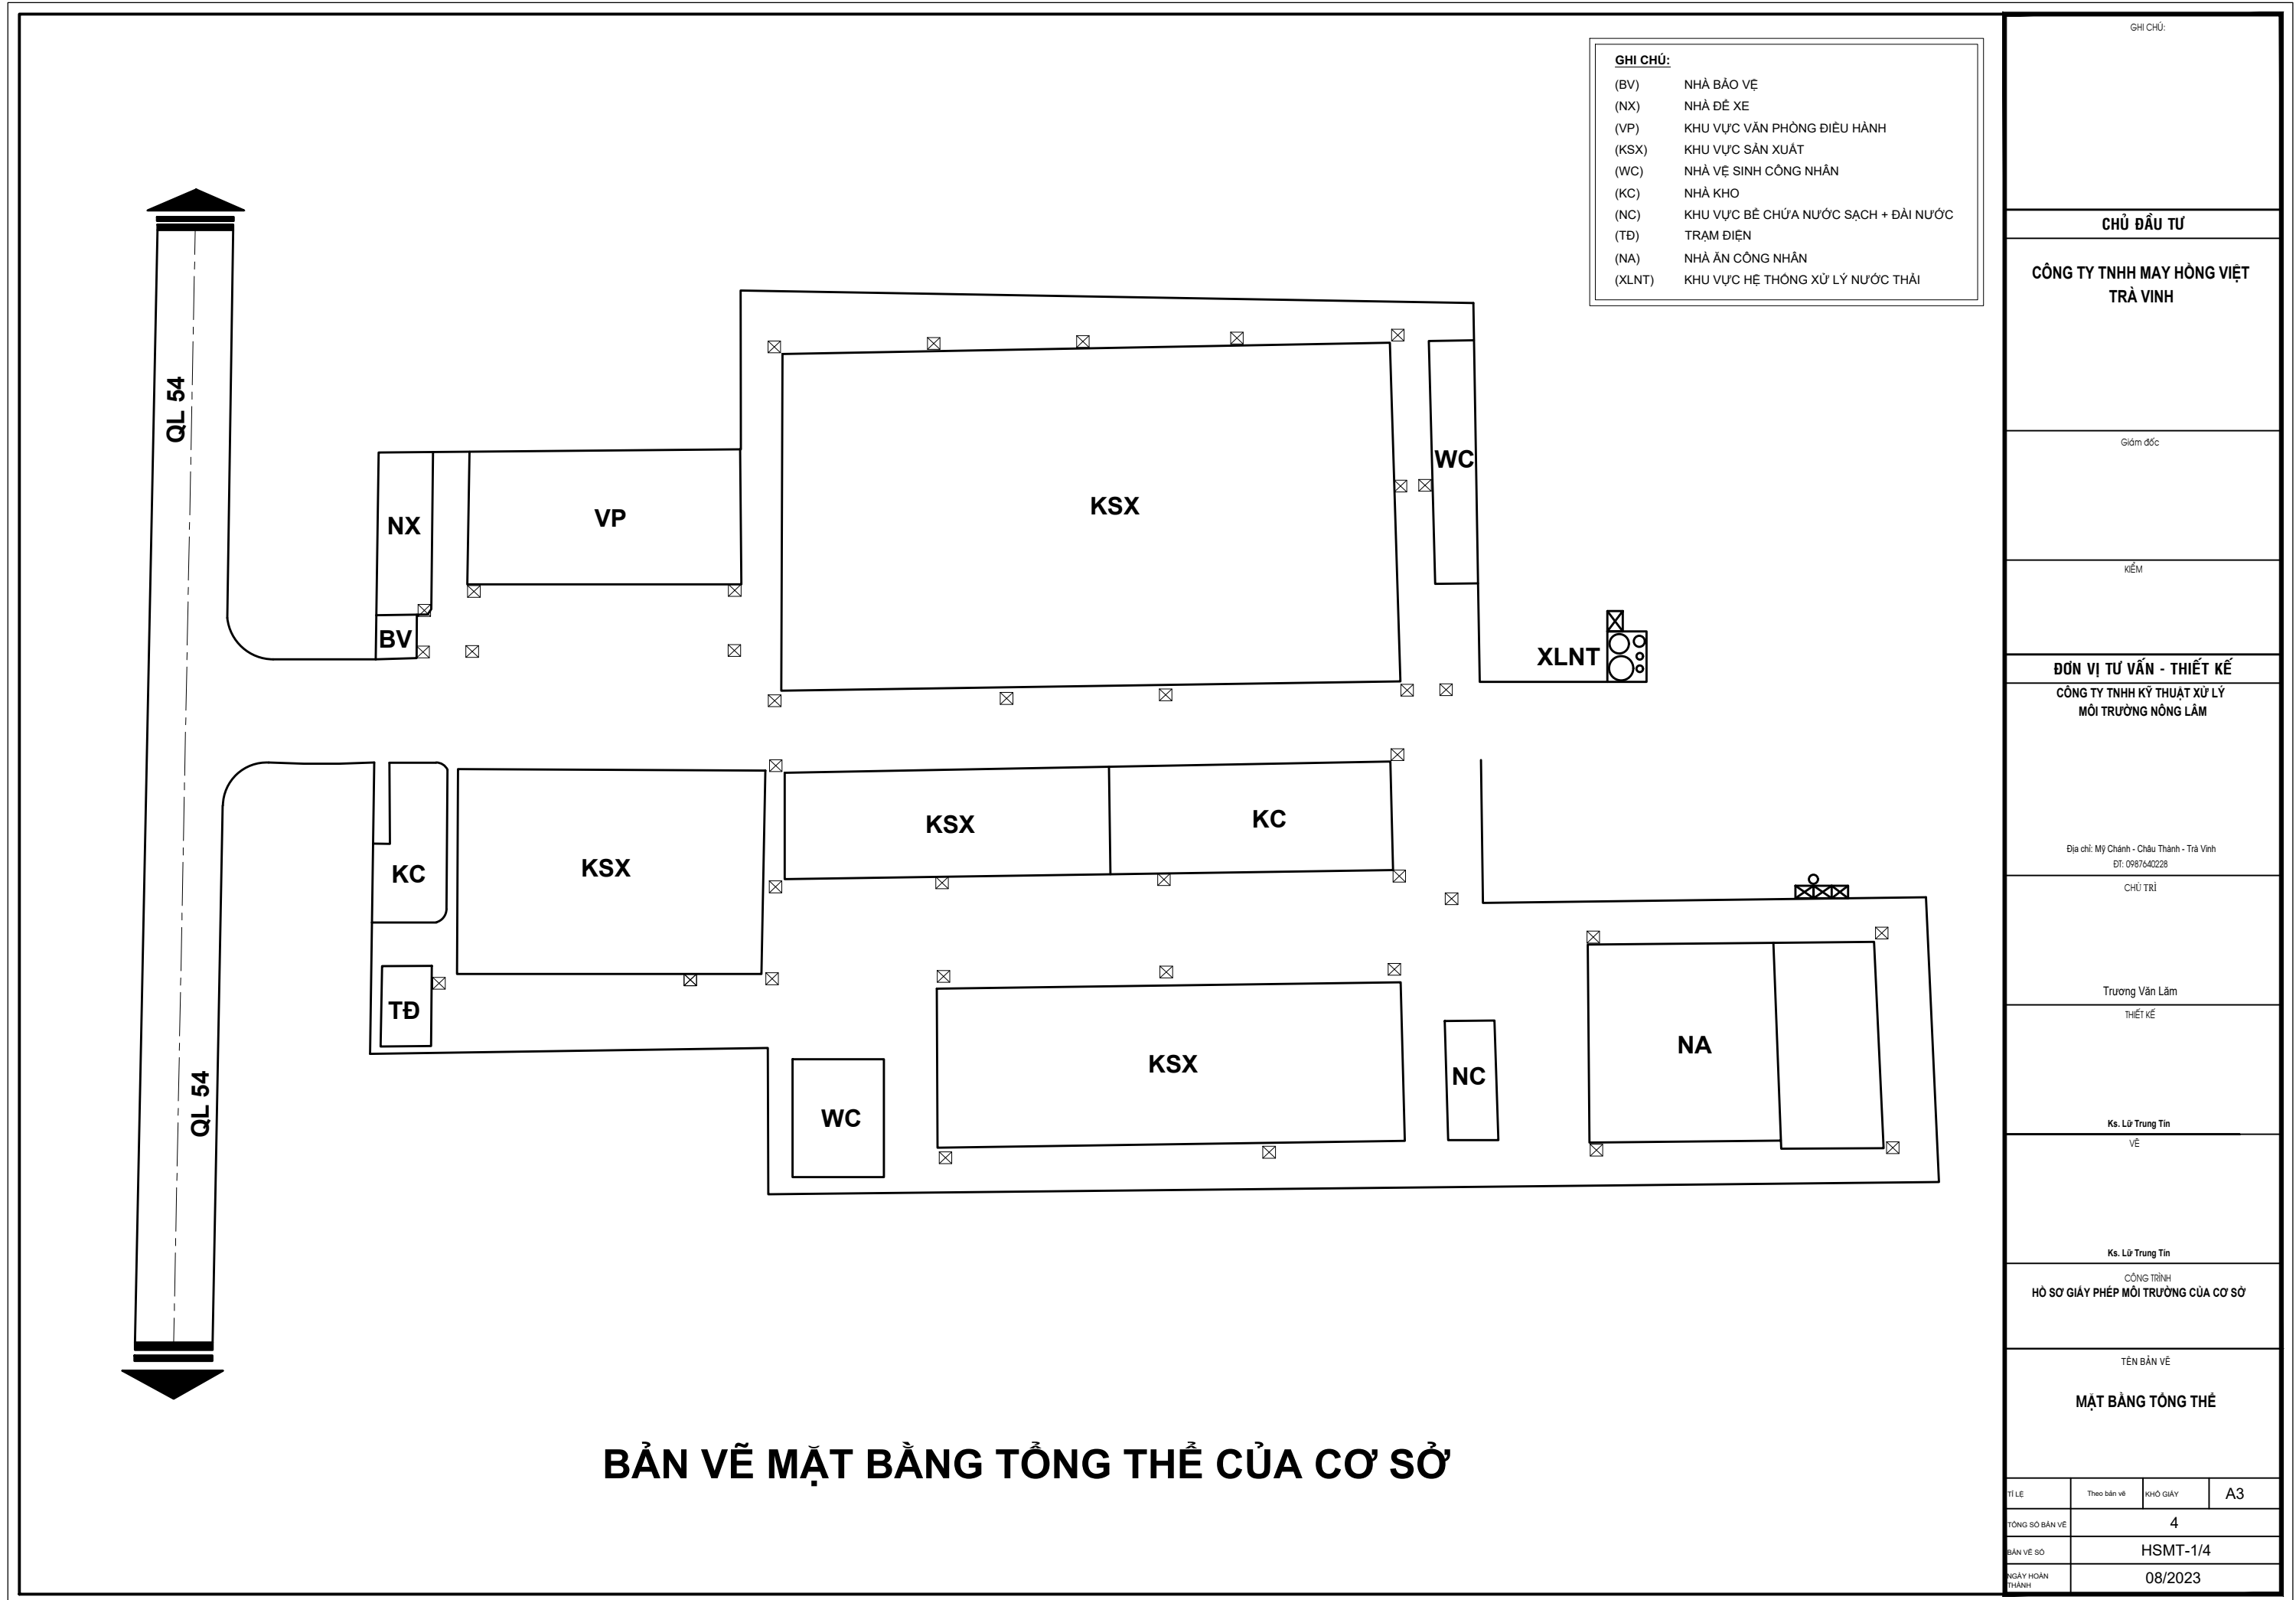 GHI CHÚ:
(BV) NHÀ BẢO VỆ
(NX) NHÀ ĐỂ XE
(VP) KHU VỰC VĂN PHÒNG ĐIỀU HÀNH
(KSX) KHU VỰC SẢN XUẤT
(WC) NHÀ VỆ SINH CÔNG NHÂN
(KC) NHÀ KHO
(NC) KHU VỰC BỂ CHỨA NƯỚC SẠCH + ĐÀI NƯỚC
(TĐ) TRẠM ĐIỆN
(NA) NHÀ ĂN CÔNG NHÂN
(XLNT) KHU VỰC HỆ THỐNG XỬ LÝ NƯỚC THẢI
QL 54
NX
VP
KSX
WC
BV
XLNT
KC
KSX
KSX
KC
TĐ
QL 54
WC
KSX
NC
NA
BẢN VẼ MẶT BẰNG TỔNG THỂ CỦA CƠ SỞ
GHI CHÚ:
CHỦ ĐẦU TƯ
CÔNG TY TNHH MAY HỒNG VIỆT
TRÀ VINH
Giám đốc
KIỂM
ĐƠN VỊ TƯ VẤN - THIẾT KẾ
CÔNG TY TNHH KỸ THUẬT XỬ LÝ
MÔI TRƯỜNG NÔNG LÂM
Địa chỉ: Mỹ Chánh - Châu Thành - Trà Vinh
ĐT: 0987640228
CHỦ TRÌ
Trương Văn Lăm
THIẾT KẾ
Ks. Lữ Trung Tín
VẼ
Ks. Lữ Trung Tín
CÔNG TRÌNH
HỒ SƠ GIẤY PHÉP MÔI TRƯỜNG CỦA CƠ SỞ
TÊN BẢN VẼ
MẶT BẰNG TỔNG THỂ
TỈ LỆ Theo bản vẽ KHỔ GIẤY A3
TỔNG SỐ BẢN VẼ 4
BẢN VẼ SỐ HSMT-1/4
NGÀY HOÀN
THÀNH 08/2023